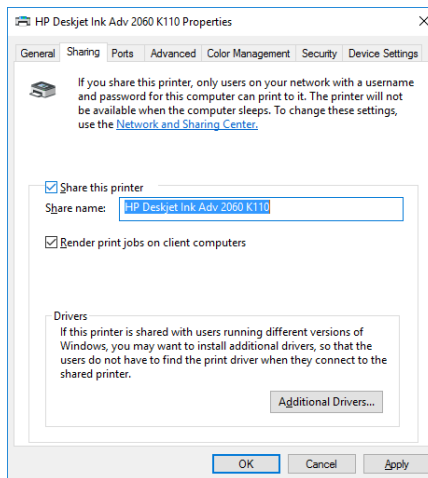 HP Deskjet Ink Adv 2060 K110 Properties
General Sharing Ports Advanced Color Management Security Device Settings
If you share this printer, only users on your network with a username
and password for this computer can print to it. The printer will not
be available when the computer sleeps. To change these settings,
use the Network and Sharing Center.
Share this printer
Share name: HP Deskjet Ink Adv 2060 K110
Render print jobs on client computers
Drivers
If this printer is shared with users running different versions of
Windows, you may want to install additional drivers, so that the
users do not have to find the print driver when they connect to the
shared printer.
Additional Drivers...
OK Cancel Apply